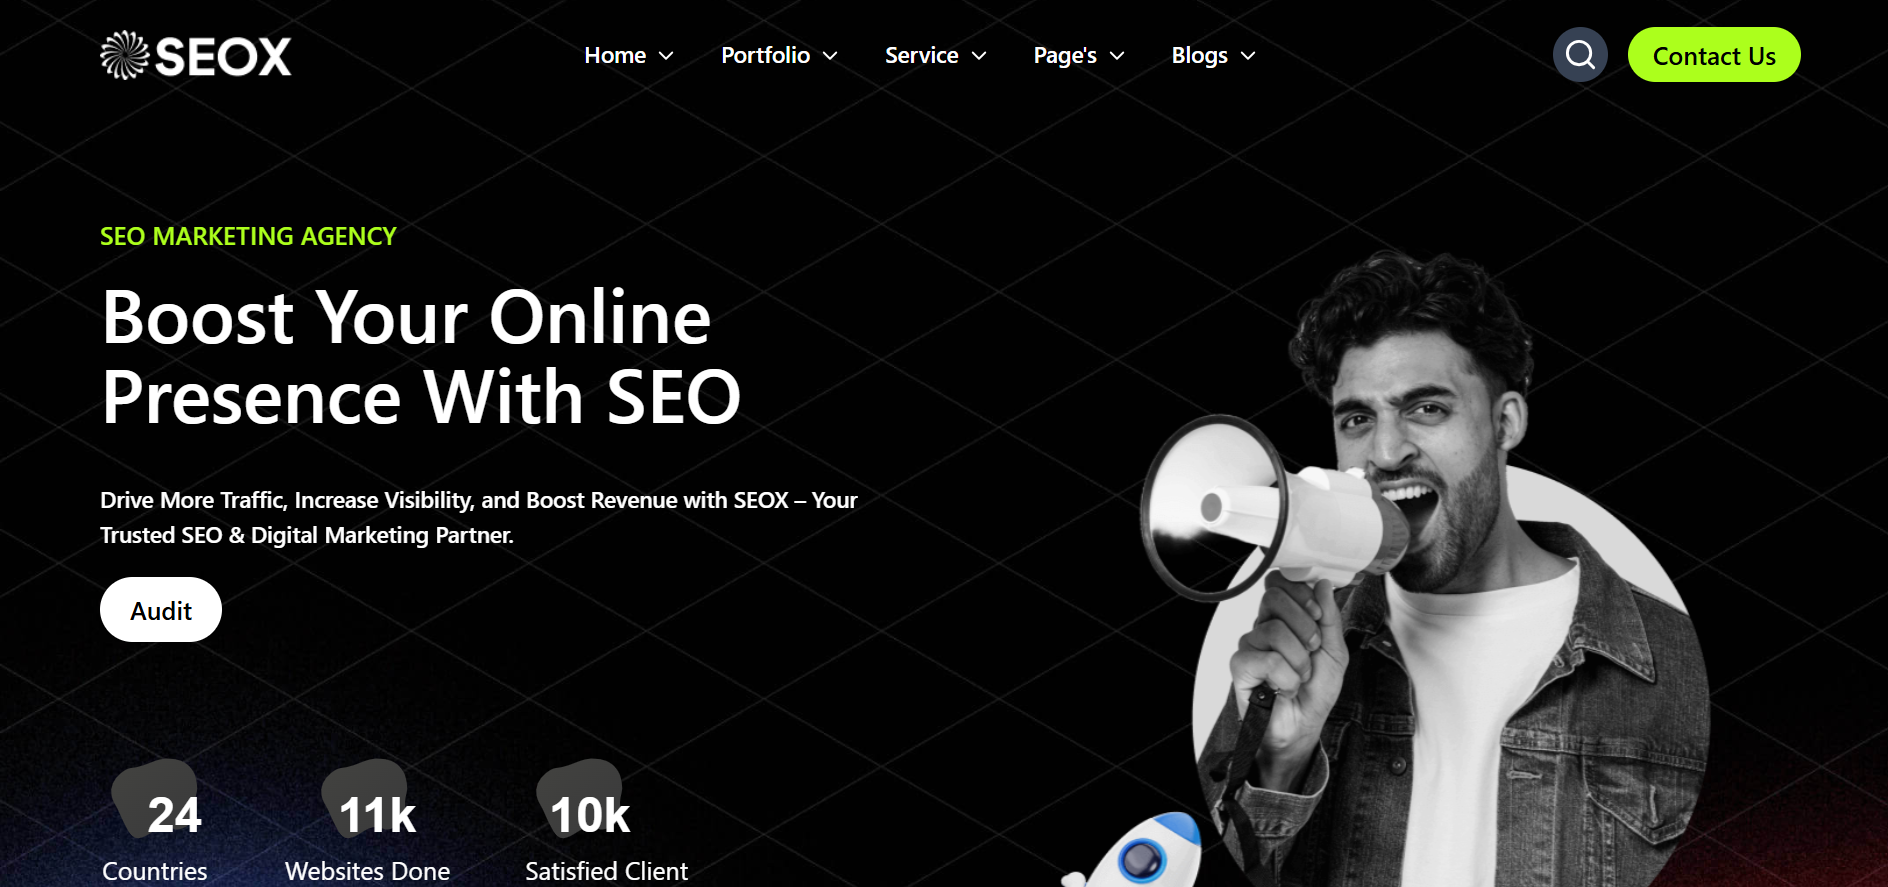 SEOX
Home
Portfolio
Service
Page's
Blogs
Contact Us
SEO MARKETING AGENCY
Boost Your Online
Presence With SEO
Drive More Traffic, Increase Visibility, and Boost Revenue with SEOX – Your
Trusted SEO & Digital Marketing Partner.
Audit
24
Countries
11k
Websites Done
10k
Satisfied Client